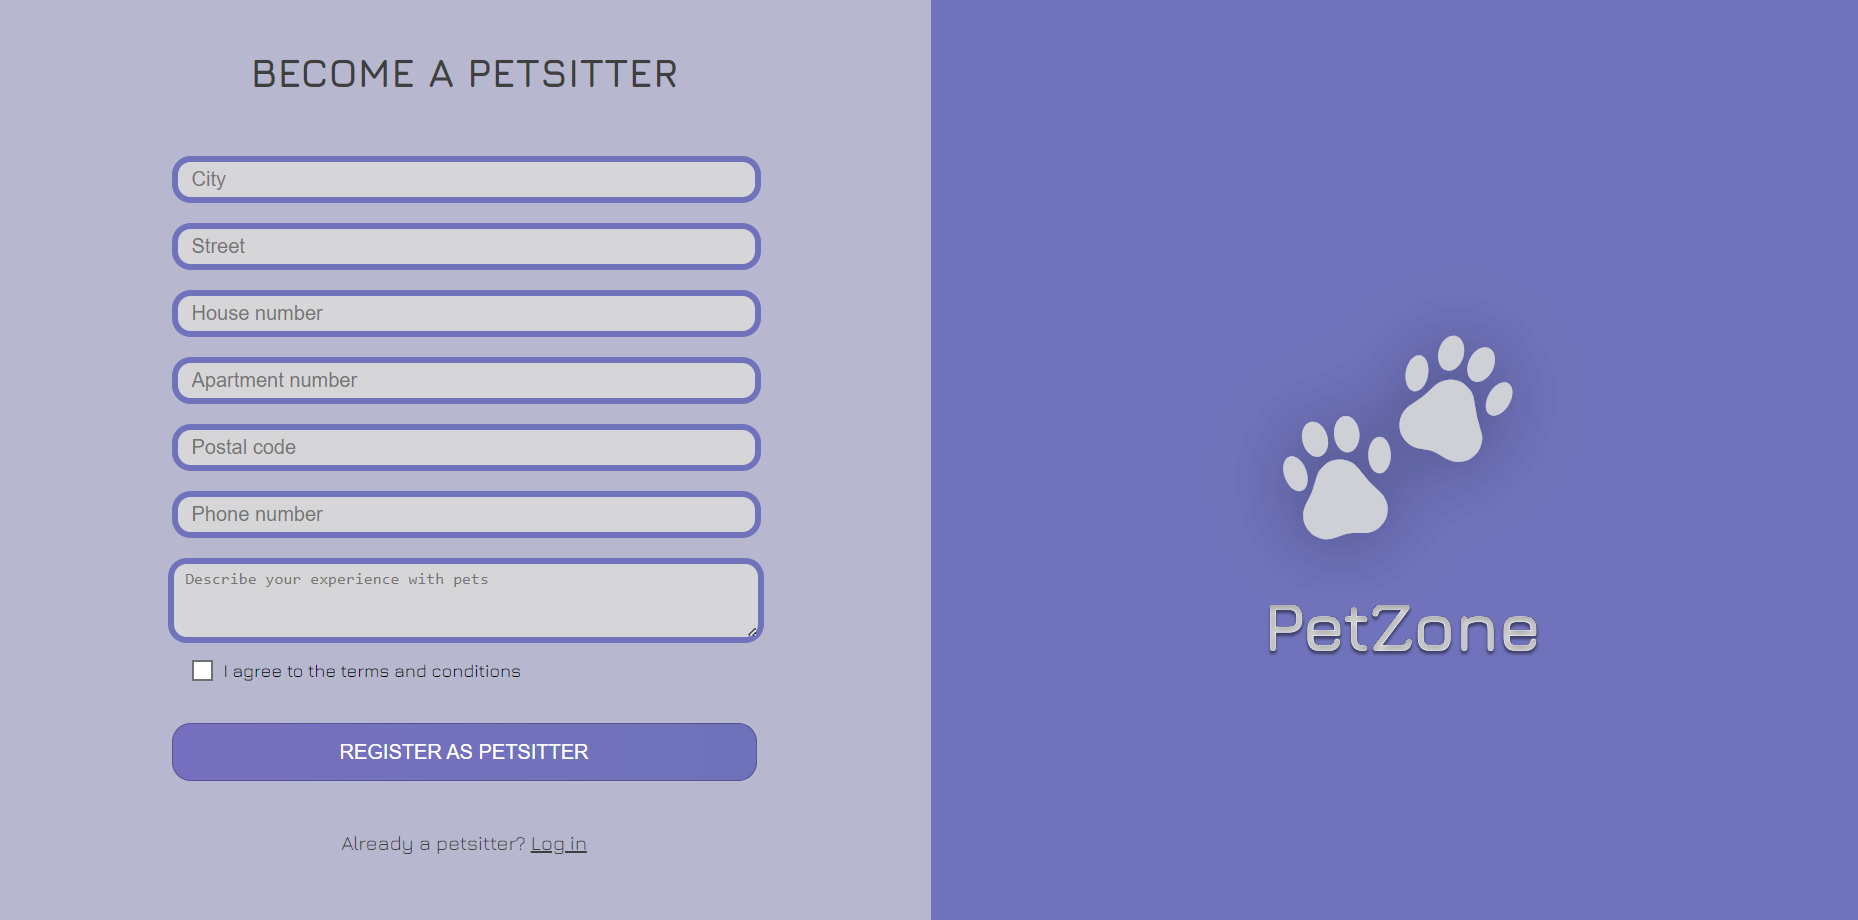 BECOME A PETSITTER
City
Street
House number
Apartment number
Postal code
Phone number
Describe your experience with pets
I agree to the terms and conditions
REGISTER AS PETSITTER
Already a petsitter? Log in
PetZone